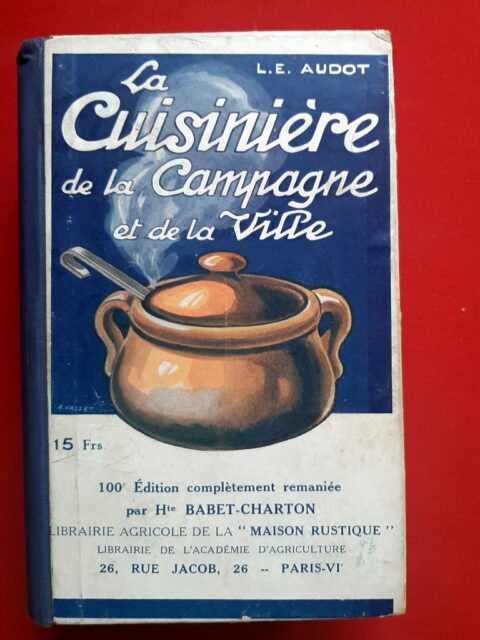 L.E. AUDOT
La
Cuisinière
de la Campagne
et de la Ville
A. MASSET
15 Frs
100e Édition complètement remaniée
par Hte BABET-CHARTON
LIBRAIRIE AGRICOLE DE LA "MAISON RUSTIQUE"
LIBRAIRIE DE L'ACADÉMIE D'AGRICULTURE
26, RUE JACOB, 26 -- PARIS-VIe